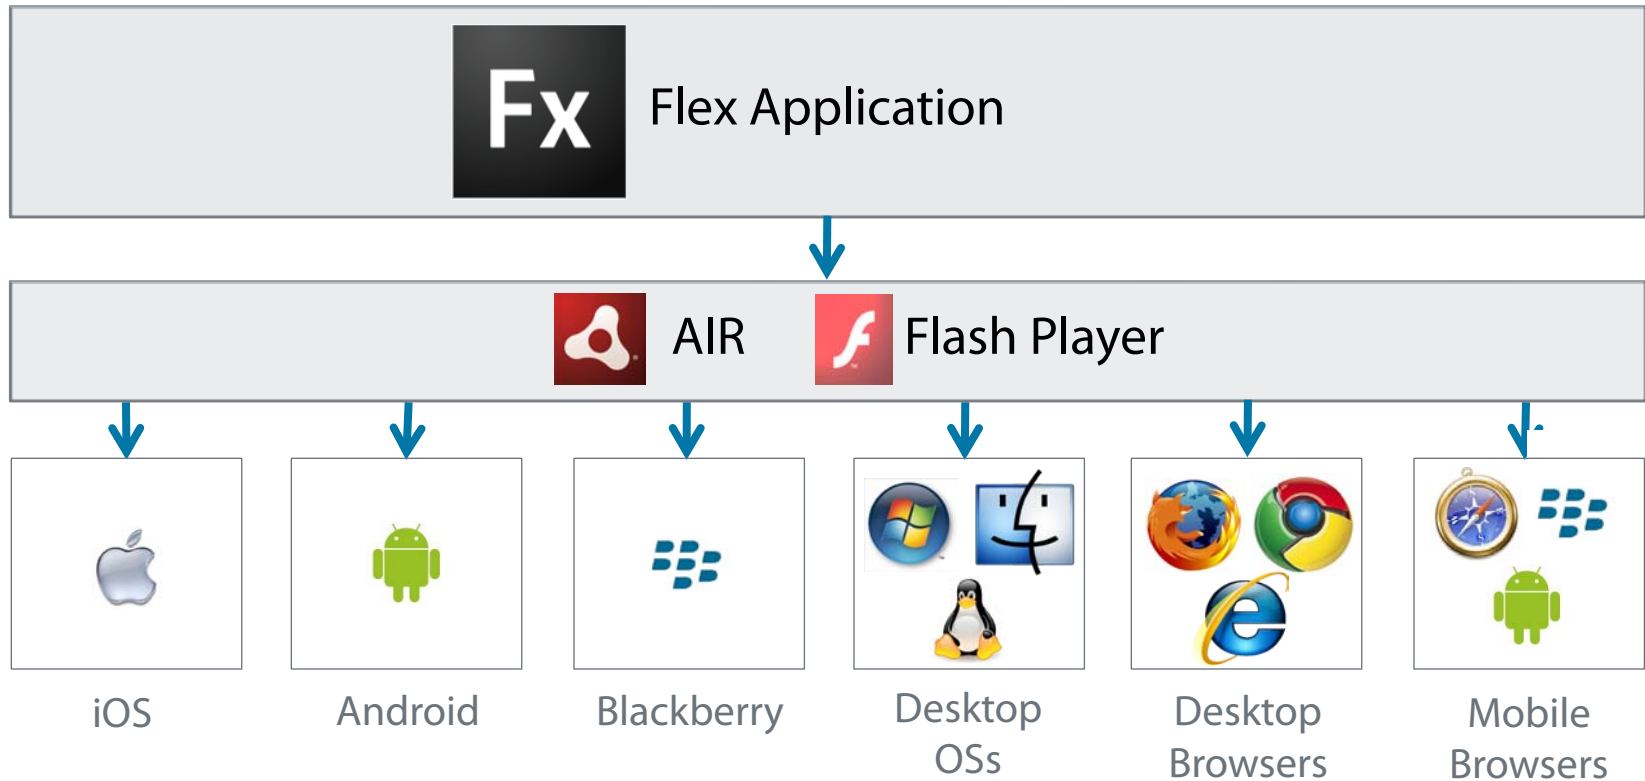 Fx
Flex Application
AIR
Flash Player
iOS
Android
Blackberry
Desktop
OSs
Desktop
Browsers
Mobile
Browsers